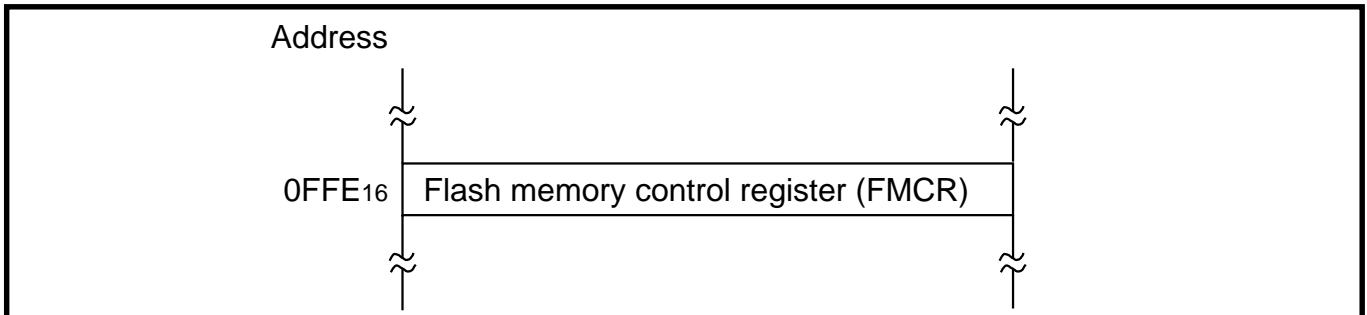 Address
0FFE16 Flash memory control register (FMCR)